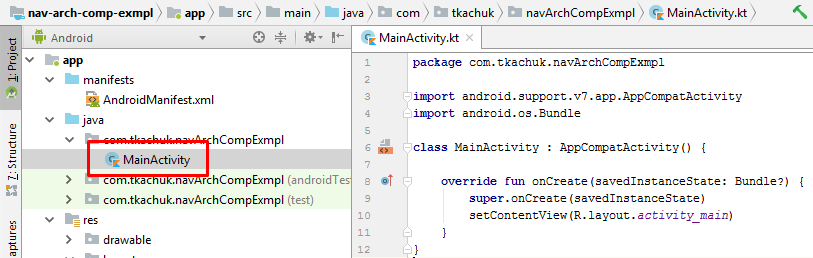 nav-arch-comp-exmpl app src main java com tkachuk navArchCompExmpl MainActivity.kt
1: Project
7: Structure
aptures
Android
app
manifests
AndroidManifest.xml
java
com.tkachuk.navArchCompExmpl
MainActivity
com.tkachuk.navArchCompExmpl (androidTest
com.tkachuk.navArchCompExmpl (test)
res
drawable
MainActivity.kt
1 package com.tkachuk.navArchCompExmpl
2
3 import android.support.v7.app.AppCompatActivity
4 import android.os.Bundle
5
6 class MainActivity : AppCompatActivity() {
7
8 override fun onCreate(savedInstanceState: Bundle?) {
9 super.onCreate(savedInstanceState)
10 setContentView(R.layout.activity_main)
11 }
12 }